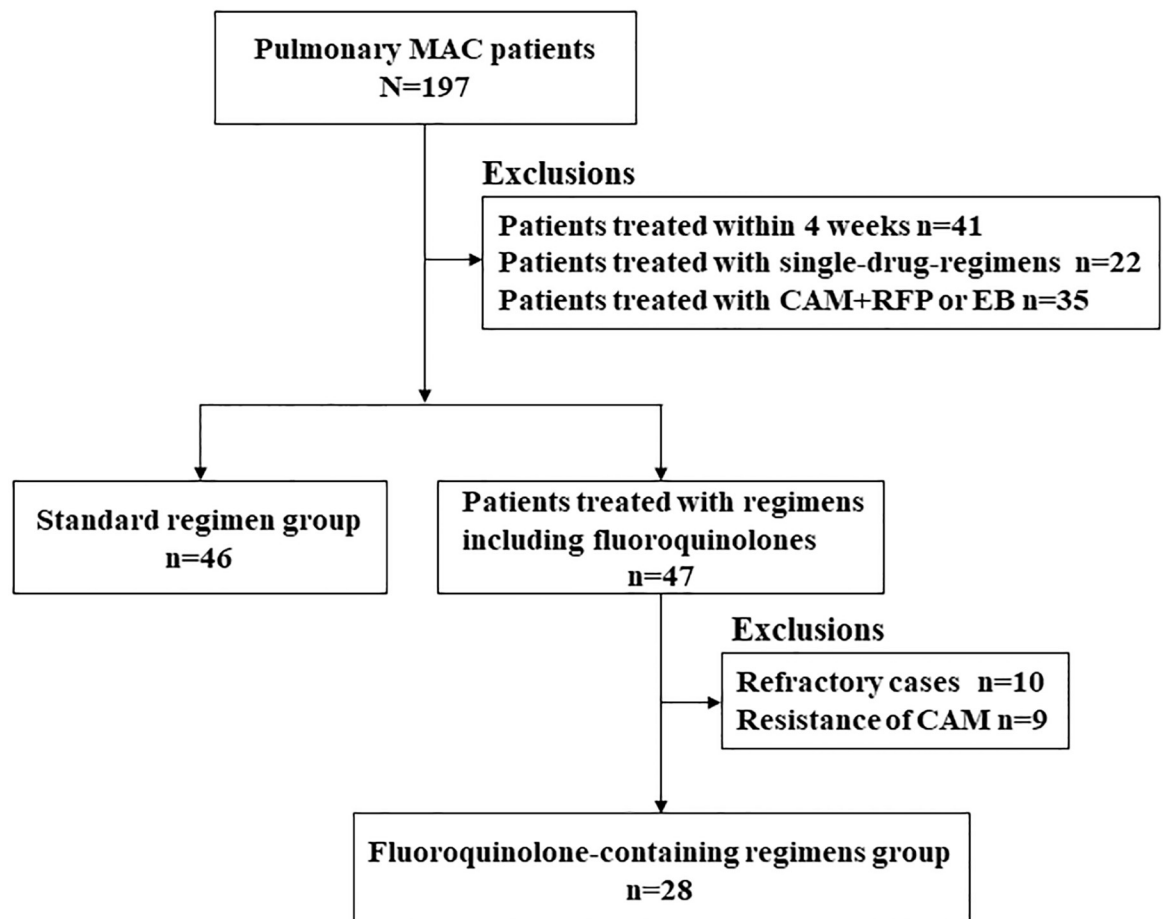 Pulmonary MAC patients
N=197
Exclusions
Patients treated within 4 weeks n=41
Patients treated with single-drug-regimens n=22
Patients treated with CAM+RFP or EB n=35
Standard regimen group
n=46
Patients treated with regimens
including fluoroquinolones
n=47
Exclusions
Refractory cases n=10
Resistance of CAM n=9
Fluoroquinolone-containing regimens group
n=28